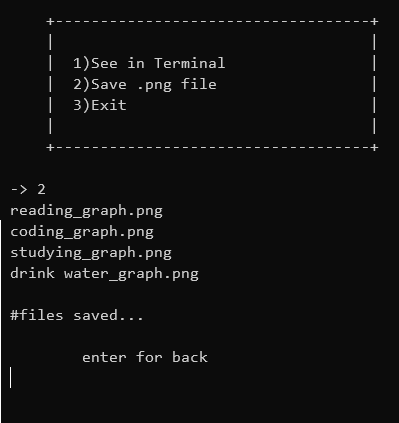 +-----------------------------------+
|                                   |
|  1)See in Terminal                |
|  2)Save .png file                 |
|  3)Exit                           |
|                                   |
+-----------------------------------+
-> 2
reading_graph.png
coding_graph.png
studying_graph.png
drink water_graph.png
#files saved...
enter for back